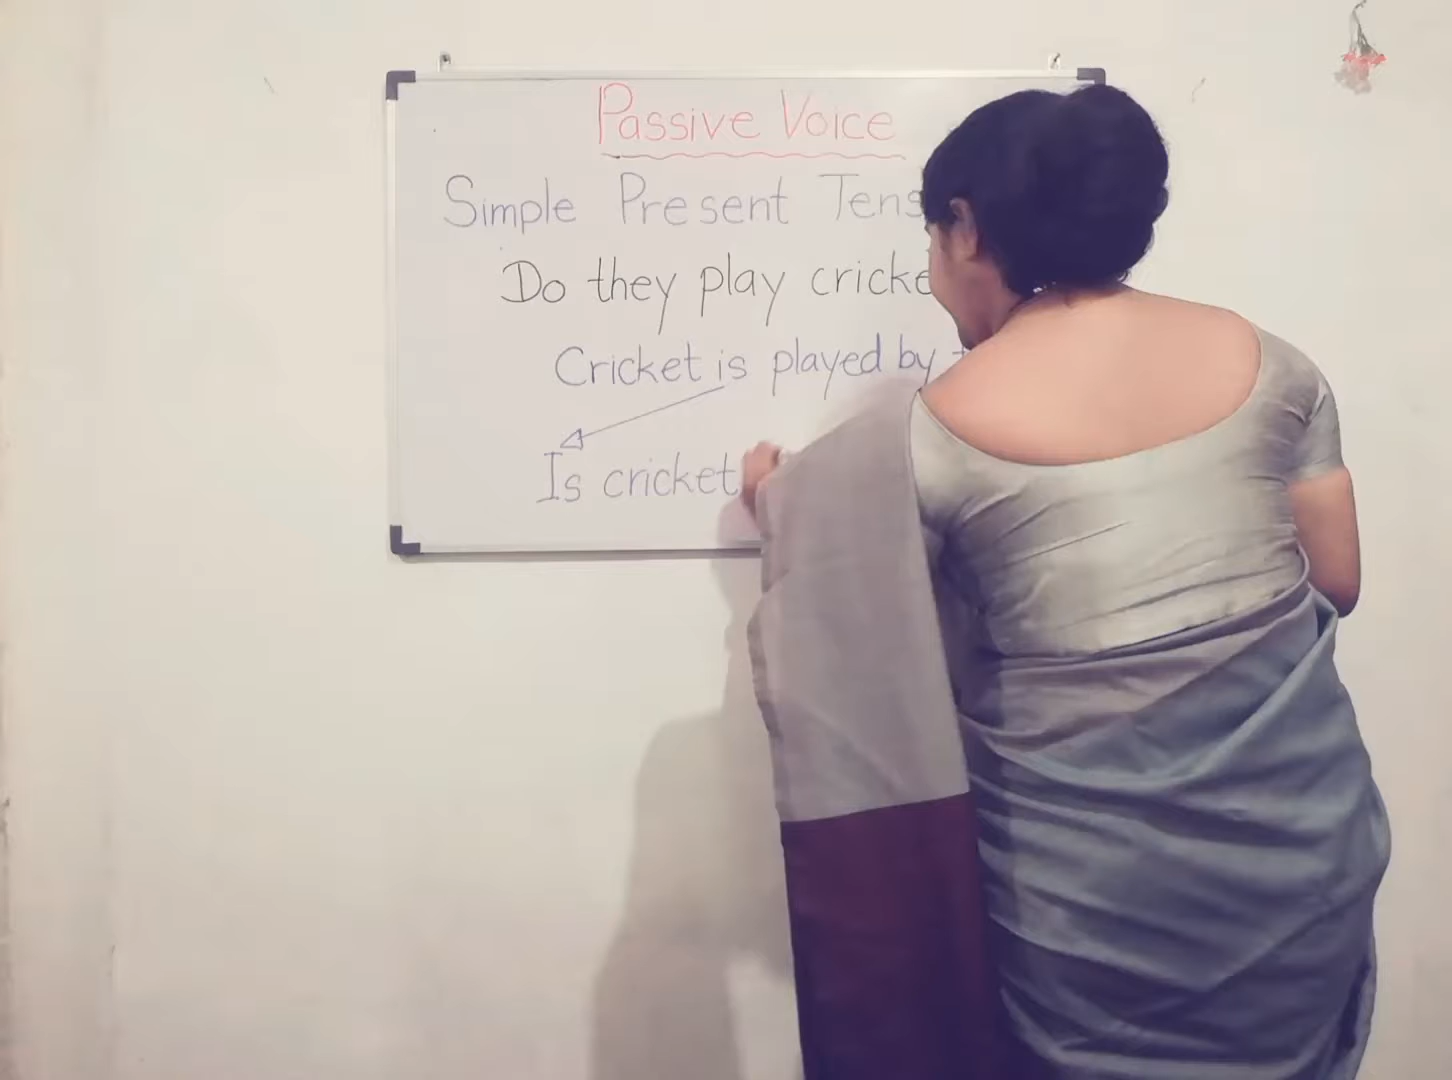 Passive Voice
Simple Present Tens
Do they play cricke
Cricket is played by
Is cricket